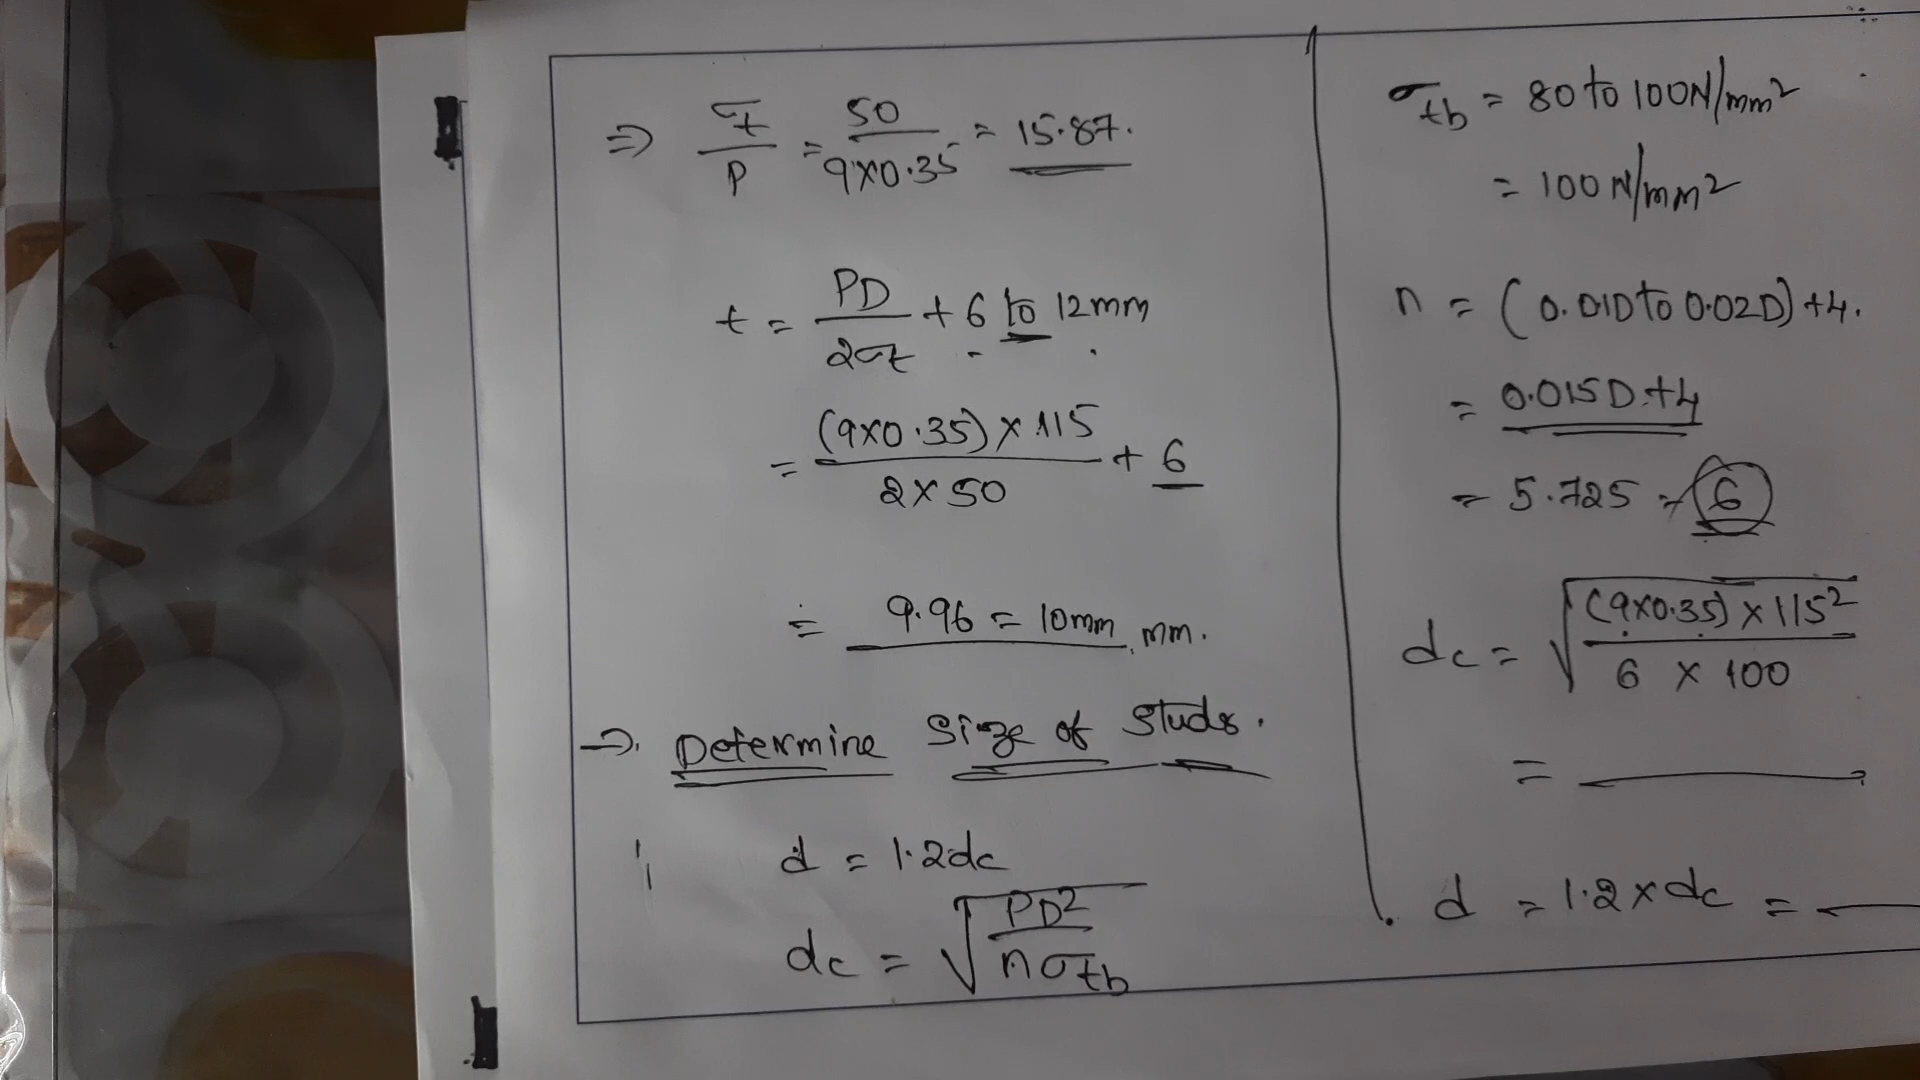 ⇒ σt/P = 50/(9×0.35) = 15.87.
t = PD/2σt + 6 to 12mm
= (9×0.35)×115/(2×50) + 6
= 9.96 = 10mm mm.
→ Determine Size of Studs.
d = 1.2dc
dc = √(PD²/nσtb)
σtb = 80 to 100N/mm²
= 100 N/mm²
n = (0.01D to 0.02D)+4.
= 0.015D+4
= 5.725 = 6
dc = √((9×0.35)×115²/(6 × 100))
= ———
d = 1.2×dc = —